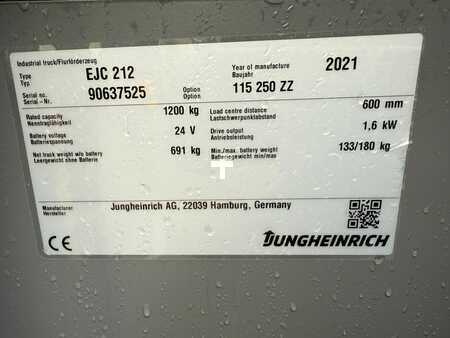 Industrial truck/Flurförderzeug
Type
Typ
EJC 212
Year of manufacture
Baujahr
2021
Serial no.
Serial - Nr.
90637525
Option
Option
115 250 ZZ
Rated capacity
Nenntragfähigkeit
1200 kg
Load centre distance
Lastschwerpunktabstand
600 mm
Battery voltage
Batteriespannung
24 V
Drive output
Antriebsleistung
1,6 kW
Net truck weight w/o battery
Leergewicht ohne Batterie
691 kg
Min./max. battery weight
Batteriegewicht min/max
133/180 kg
Manufacturer
Hersteller
Jungheinrich AG, 22039 Hamburg, Germany
CE
JUNGHEINRICH